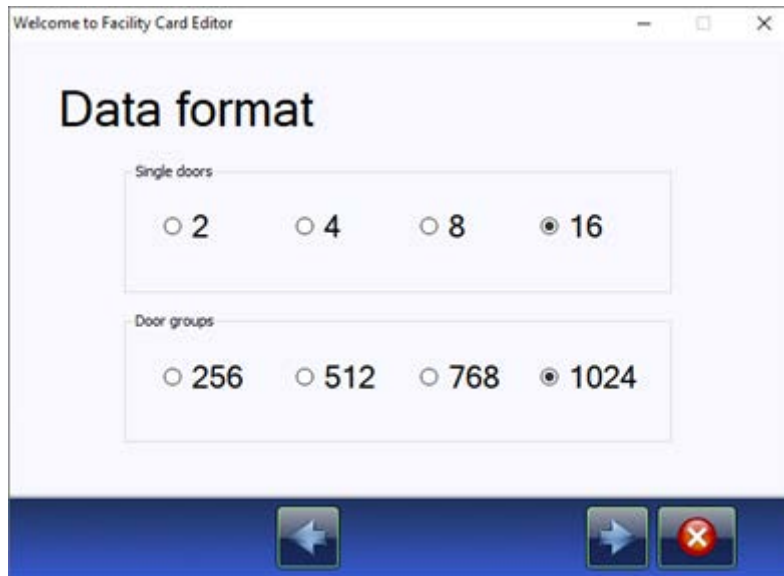 Welcome to Facility Card Editor
Data format
Single doors
2 4 8 16
Door groups
256 512 768 1024